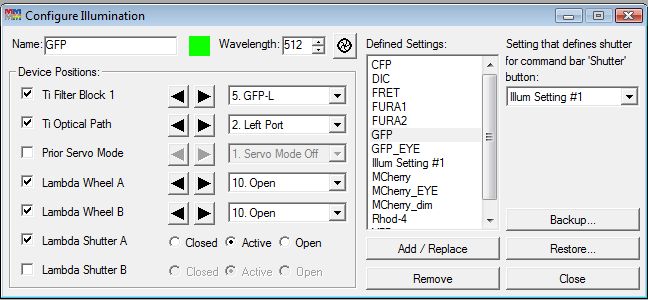 Configure Illumination
Name: GFP Wavelength: 512
Device Positions:
Ti Filter Block 1 5. GFP-L
Ti Optical Path 2. Left Port
Prior Servo Mode 1. Servo Mode Off
Lambda Wheel A 10. Open
Lambda Wheel B 10. Open
Lambda Shutter A Closed Active Open
Lambda Shutter B Closed Active Open
Defined Settings:
CFP
DIC
FRET
FURA1
FURA2
GFP
GFP_EYE
Illum Setting #1
MCherry
MCherry_EYE
MCherry_dim
Rhod-4
Add / Replace
Remove
Setting that defines shutter
for command bar 'Shutter'
button:
Illum Setting #1
Backup...
Restore...
Close